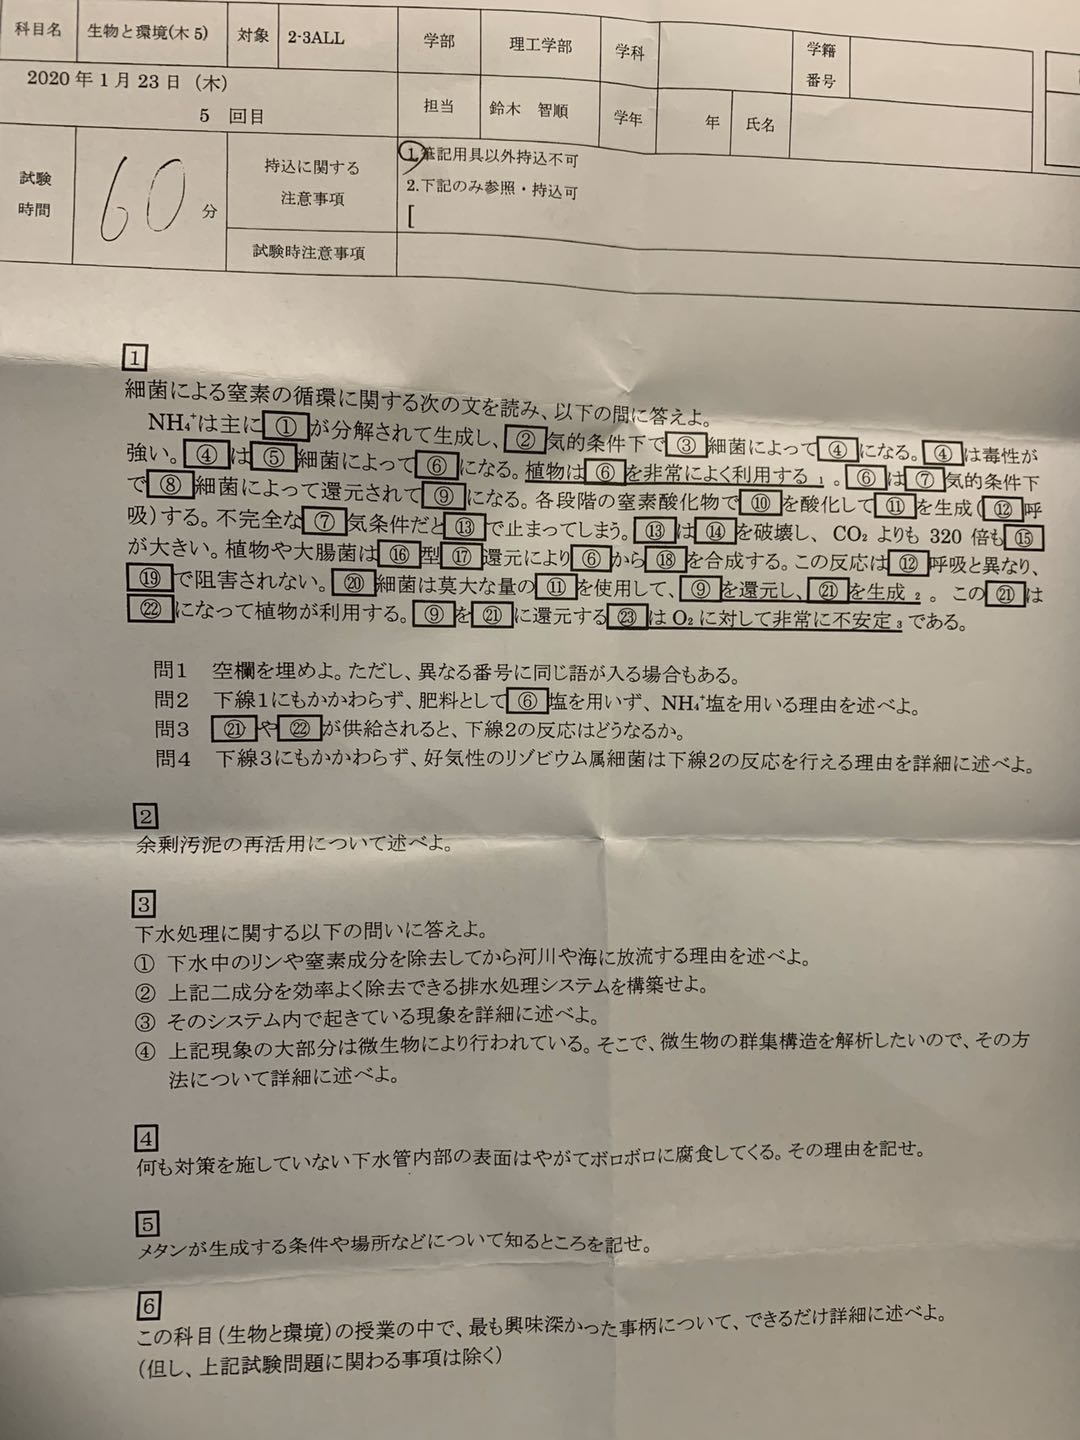 科目名 生物と環境(木5) 対象 2-3ALL 学部 理工学部 学科 学籍番号
2020年1月23日（木）
5 回目
担当 鈴木 智順 学年 年 氏名
試験時間 60 分
持込に関する注意事項
1.筆記用具以外持込不可
2.下記のみ参照・持込可
[
試験時注意事項
1
細菌による窒素の循環に関する次の文を読み、以下の問に答えよ。
NH₄⁺は主に①が分解されて生成し、②気的条件下で③細菌によって④になる。④は毒性が
強い。④は⑤細菌によって⑥になる。植物は⑥を非常によく利用する₁。⑥は⑦気的条件下
で⑧細菌によって還元されて⑨になる。各段階の窒素酸化物で⑩を酸化して⑪を生成(⑫呼
吸)する。不完全な⑦気条件だと⑬で止まってしまう。⑬は⑭を破壊し、CO₂よりも320倍も⑮
が大きい。植物や大腸菌は⑯型⑰還元により⑥から⑱を合成する。この反応は⑫呼吸と異なり、
⑲で阻害されない。⑳細菌は莫大な量の⑪を使用して、⑨を還元し、㉑を生成₂。この㉑は
㉒になって植物が利用する。⑨を㉑に還元する㉓はO₂に対して非常に不安定₃である。
問1 空欄を埋めよ。ただし、異なる番号に同じ語が入る場合もある。
問2 下線1にもかかわらず、肥料として⑥塩を用いず、NH₄⁺塩を用いる理由を述べよ。
問3 ㉑や㉒が供給されると、下線2の反応はどうなるか。
問4 下線3にもかかわらず、好気性のリゾビウム属細菌は下線2の反応を行える理由を詳細に述べよ。
2
余剰汚泥の再活用について述べよ。
3
下水処理に関する以下の問いに答えよ。
① 下水中のリンや窒素成分を除去してから河川や海に放流する理由を述べよ。
② 上記二成分を効率よく除去できる排水処理システムを構築せよ。
③ そのシステム内で起きている現象を詳細に述べよ。
④ 上記現象の大部分は微生物により行われている。そこで、微生物の群集構造を解析したいので、その方
法について詳細に述べよ。
4
何も対策を施していない下水管内部の表面はやがてボロボロに腐食してくる。その理由を記せ。
5
メタンが生成する条件や場所などについて知るところを記せ。
6
この科目(生物と環境)の授業の中で、最も興味深かった事柄について、できるだけ詳細に述べよ。
(但し、上記試験問題に関わる事項は除く)